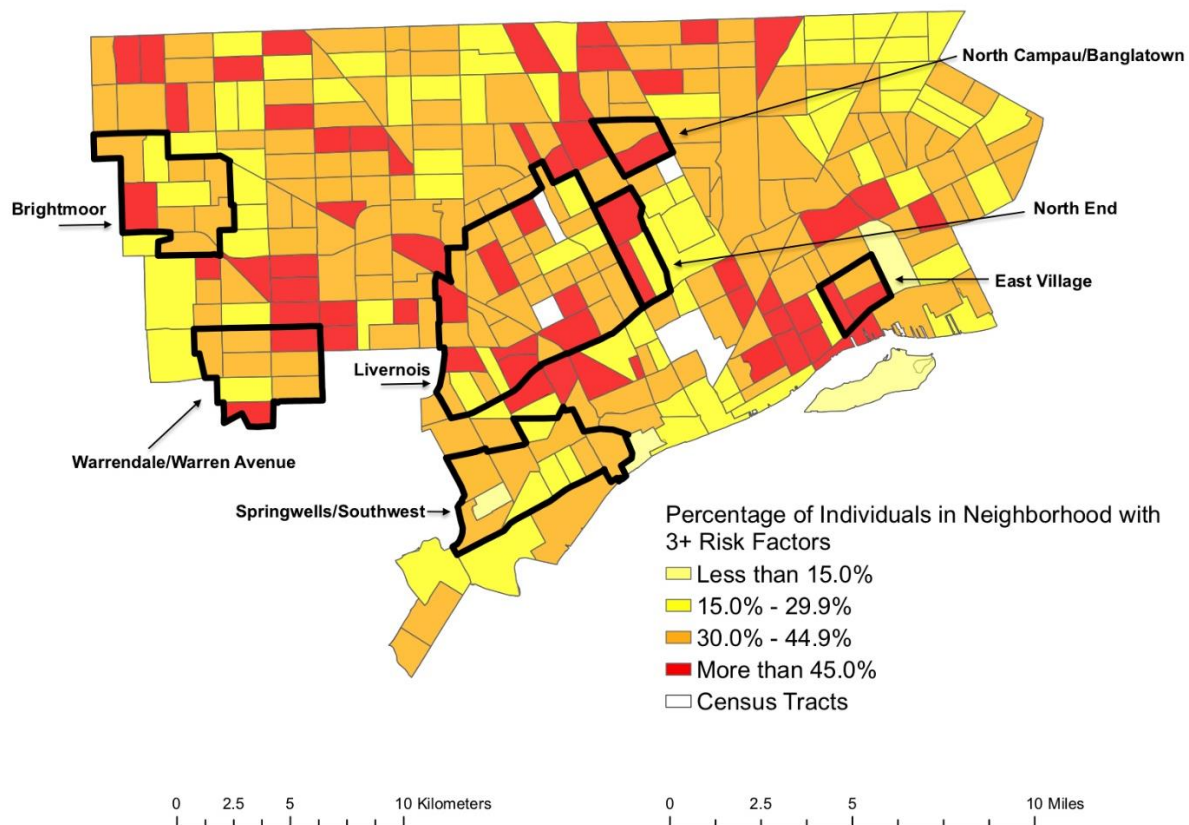 North Campau/Banglatown
Brightmoor
North End
East Village
Livernois
Warrendale/Warren Avenue
Springwells/Southwest
Percentage of Individuals in Neighborhood with
3+ Risk Factors
Less than 15.0%
15.0% - 29.9%
30.0% - 44.9%
More than 45.0%
Census Tracts
0 2.5 5 10 Kilometers
0 2.5 5 10 Miles